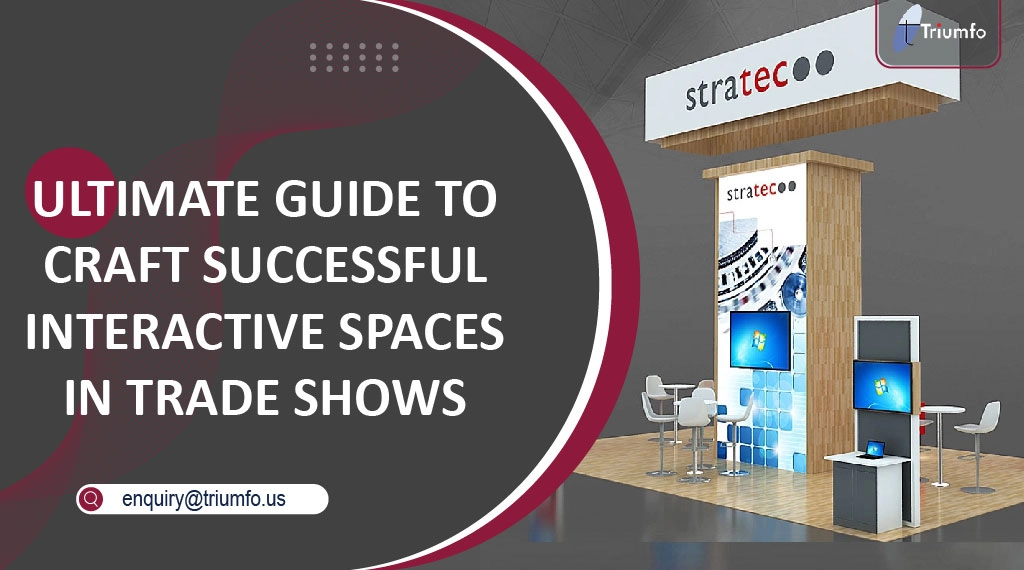 Triumfo
stratec
stratec
ULTIMATE GUIDE TO
CRAFT SUCCESSFUL
INTERACTIVE SPACES
IN TRADE SHOWS
enquiry@triumfo.us